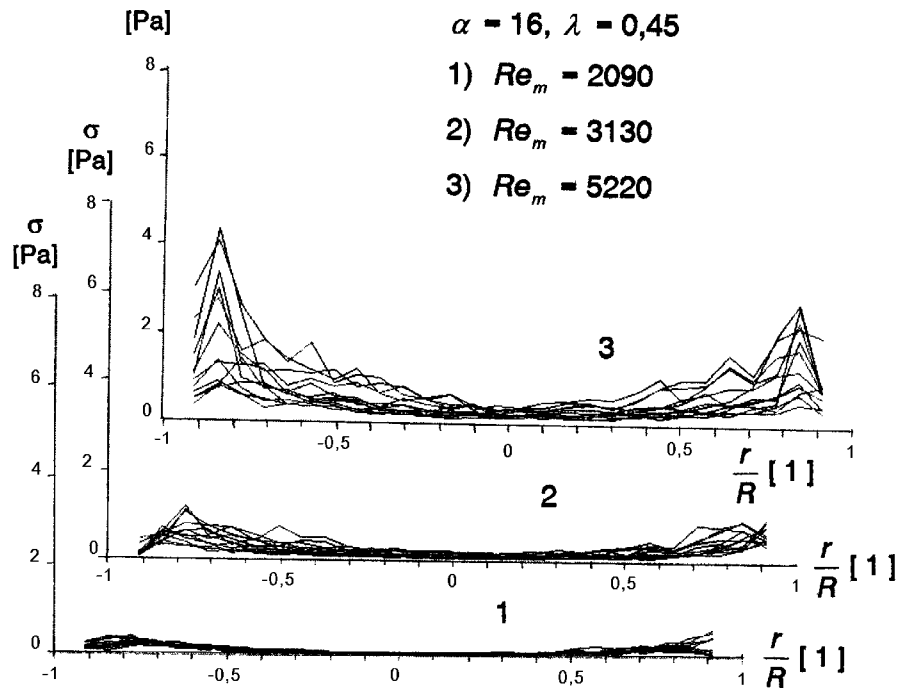 [Pa]
α = 16, λ = 0,45
1) Re_m = 2090
2) Re_m = 3130
3) Re_m = 5220
8
6
4
2
0
-1
-0,5
0
0,5
1
r/R [1]
3
σ
[Pa]
8
6
4
2
0
-1
-0,5
0
0,5
1
r/R [1]
2
σ
[Pa]
8
6
4
2
0
-1
-0,5
0
0,5
1
r/R [1]
1